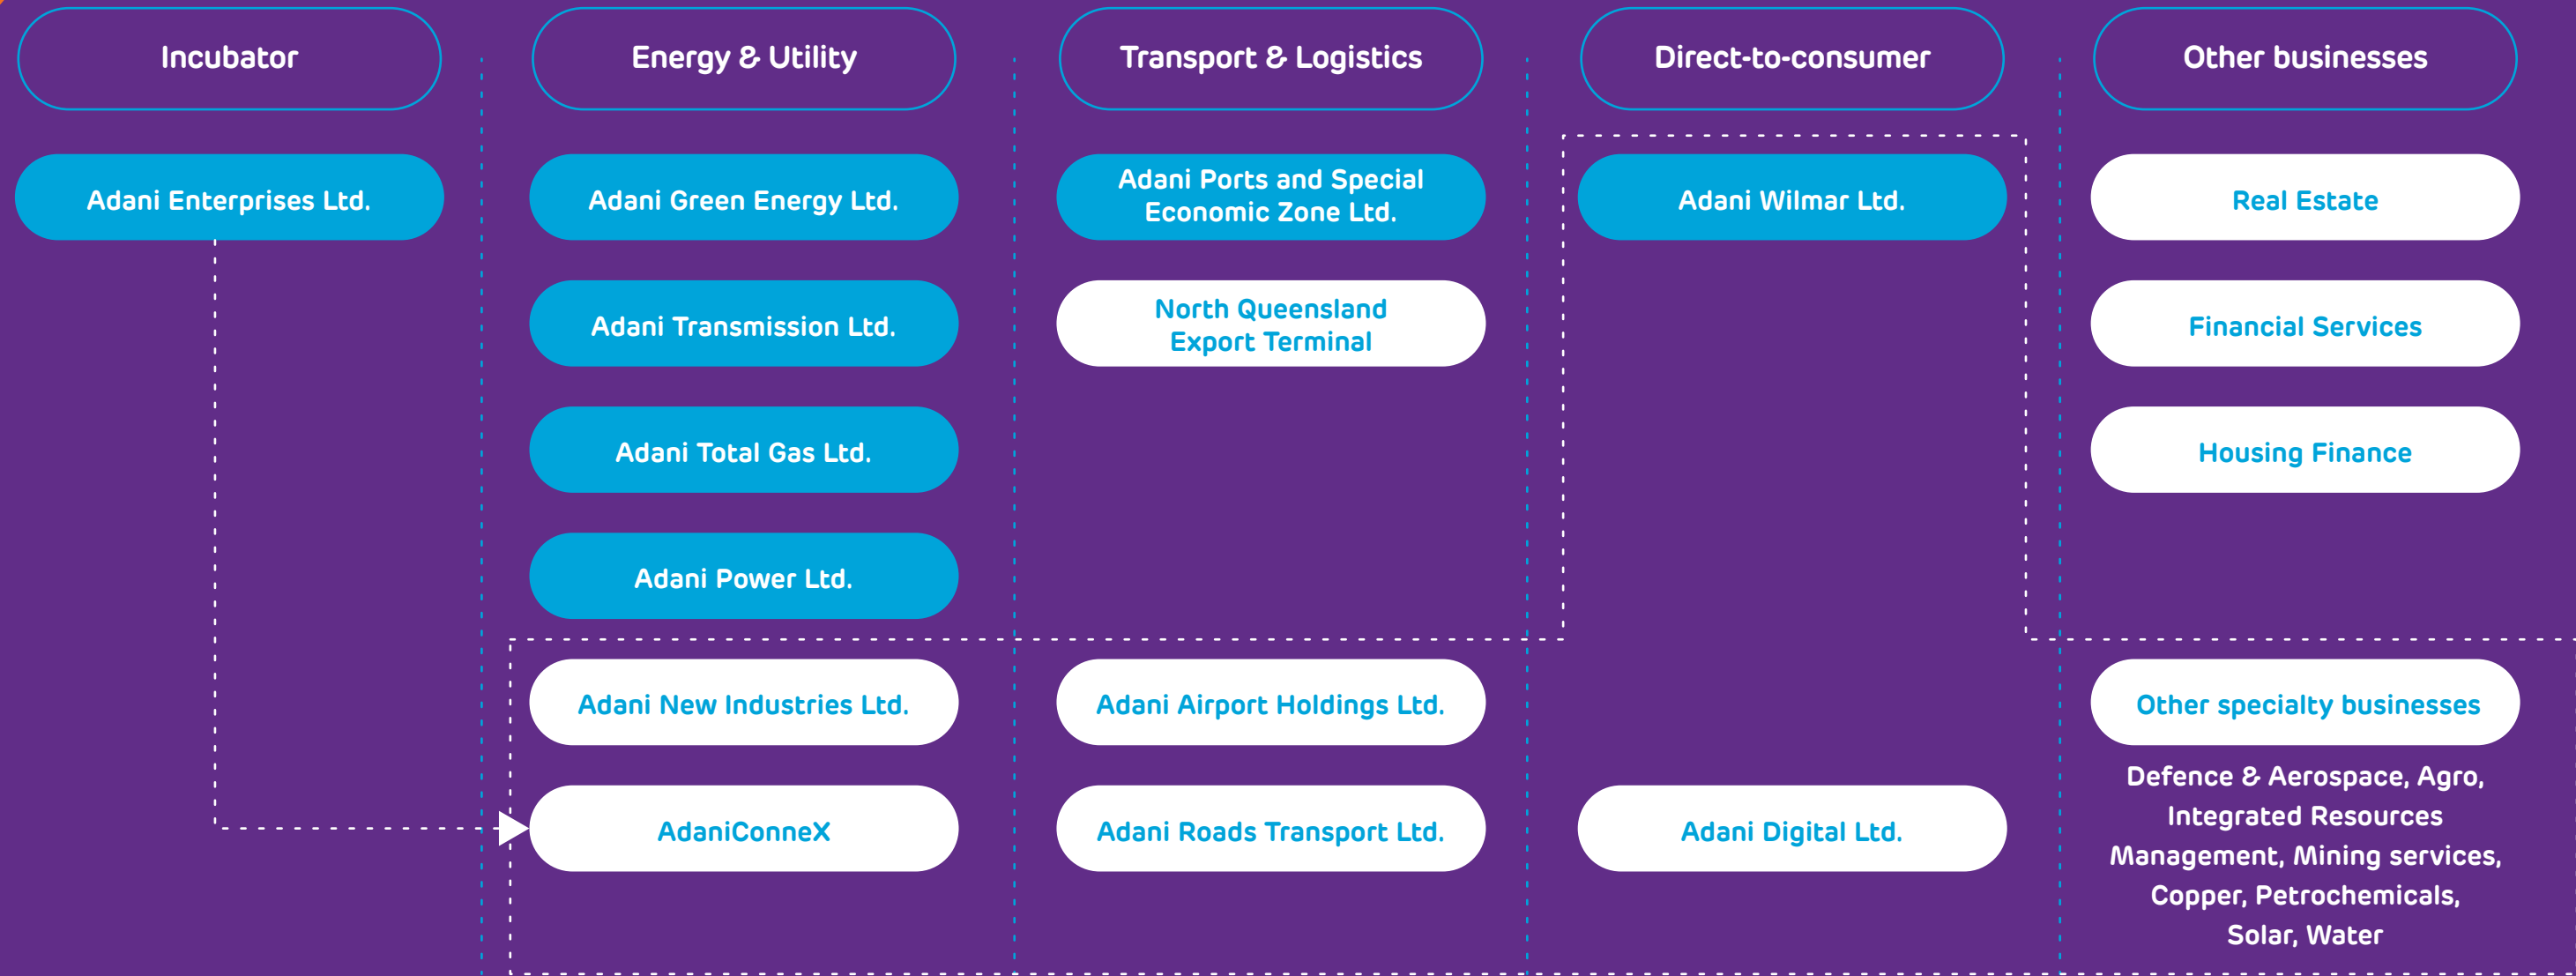 Incubator
Adani Enterprises Ltd.
Energy & Utility
Adani Green Energy Ltd.
Adani Transmission Ltd.
Adani Total Gas Ltd.
Adani Power Ltd.
Adani New Industries Ltd.
AdaniConneX
Transport & Logistics
Adani Ports and Special
Economic Zone Ltd.
North Queensland
Export Terminal
Adani Airport Holdings Ltd.
Adani Roads Transport Ltd.
Direct-to-consumer
Adani Wilmar Ltd.
Adani Digital Ltd.
Other businesses
Real Estate
Financial Services
Housing Finance
Other specialty businesses
Defence & Aerospace, Agro,
Integrated Resources
Management, Mining services,
Copper, Petrochemicals,
Solar, Water